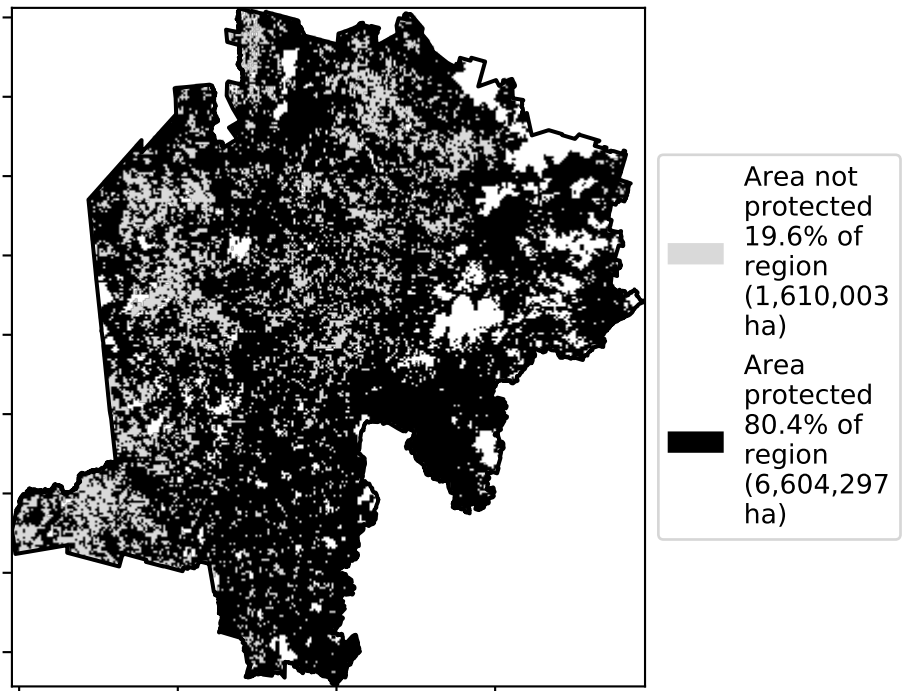 Area not
protected
19.6% of
region
(1,610,003
ha)
Area
protected
80.4% of
region
(6,604,297
ha)